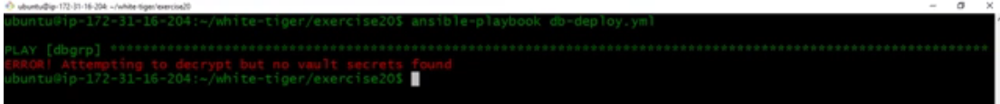 ubuntu@ip-172-31-16-204: ~/white-tiger/exercise20
ubuntu@ip-172-31-16-204:~/white-tiger/exercise20$ ansible-playbook db-deploy.yml
PLAY [dbgrp] *********************************************************************************************
ERROR! Attempting to decrypt but no vault secrets found
ubuntu@ip-172-31-16-204:~/white-tiger/exercise20$